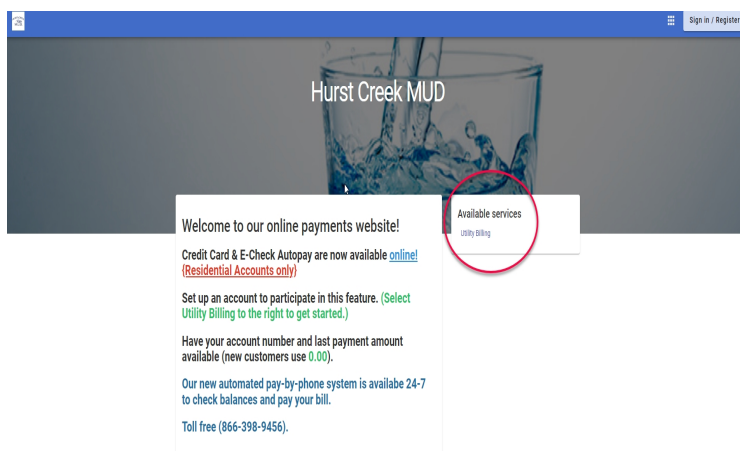 Sign in / Register
Hurst Creek MUD
Welcome to our online payments website!
Credit Card & E-Check Autopay are now available online!
{Residential Accounts only}
Set up an account to participate in this feature. (Select
Utility Billing to the right to get started.)
Have your account number and last payment amount
available (new customers use 0.00).
Our new automated pay-by-phone system is availabe 24-7
to check balances and pay your bill.
Toll free (866-398-9456).
Available services
Utility Billing